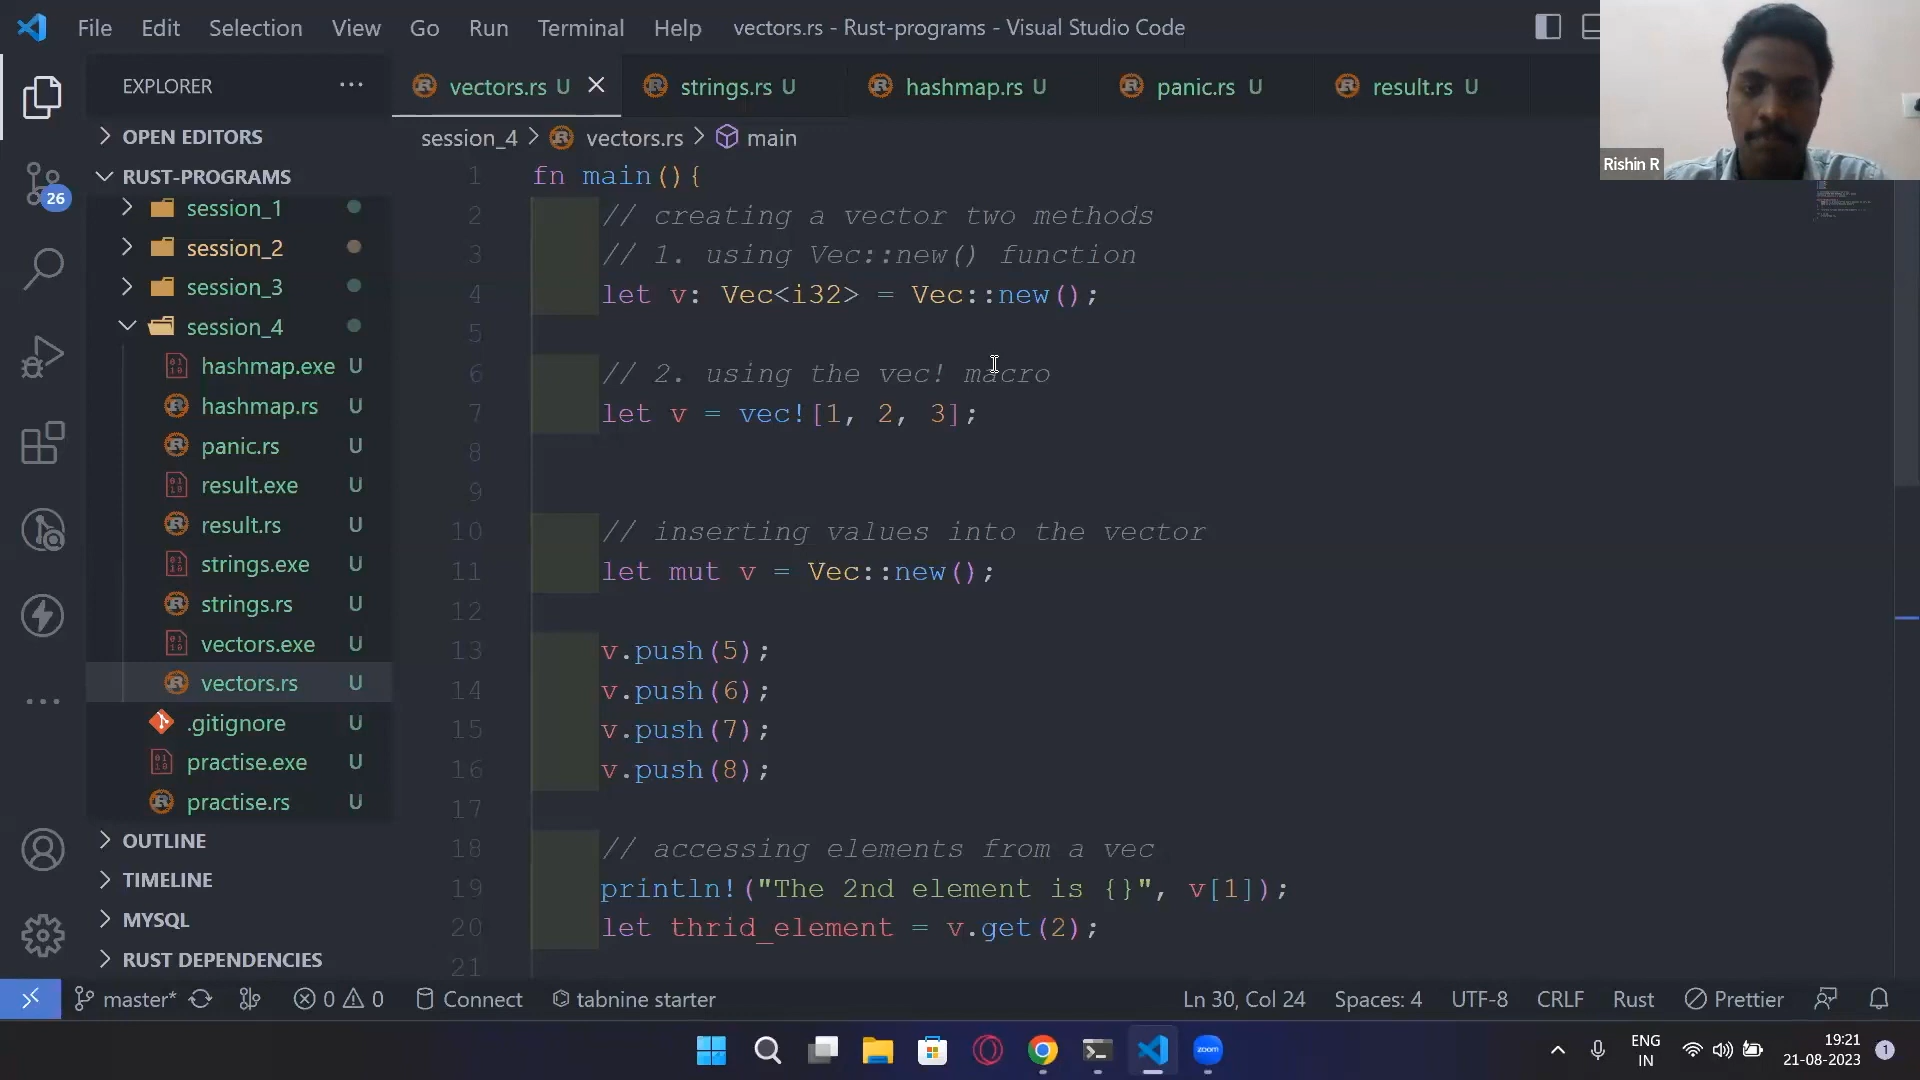 File Edit Selection View Go Run Terminal Help vectors.rs - Rust-programs - Visual Studio Code
EXPLORER
vectors.rs U
strings.rs U
hashmap.rs U
panic.rs U
result.rs U
Rishin R
OPEN EDITORS
session_4 > vectors.rs > main
RUST-PROGRAMS
session_1
session_2
session_3
session_4
hashmap.exe U
hashmap.rs U
panic.rs U
result.exe U
result.rs U
strings.exe U
strings.rs U
vectors.exe U
vectors.rs U
.gitignore U
practise.exe U
practise.rs U
OUTLINE
TIMELINE
MYSQL
RUST DEPENDENCIES
26
1 fn main(){
2 // creating a vector two methods
3 // 1. using Vec::new() function
4 let v: Vec<i32> = Vec::new();
5
6 // 2. using the vec! macro
7 let v = vec![1, 2, 3];
8
9
10 // inserting values into the vector
11 let mut v = Vec::new();
12
13 v.push(5);
14 v.push(6);
15 v.push(7);
16 v.push(8);
17
18 // accessing elements from a vec
19 println!("The 2nd element is {}", v[1]);
20 let thrid_element = v.get(2);
21
master* 0 0 Connect tabnine starter Ln 30, Col 24 Spaces: 4 UTF-8 CRLF Rust Prettier
zoom
ENG
IN
19:21
21-08-2023
1